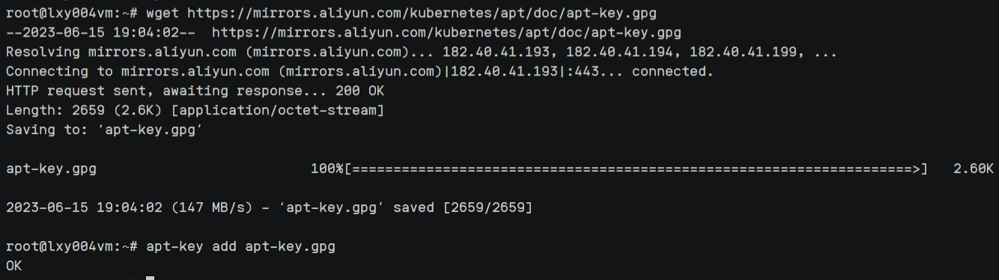 root@lxy004vm:~# wget https://mirrors.aliyun.com/kubernetes/apt/doc/apt-key.gpg
--2023-06-15 19:04:02--  https://mirrors.aliyun.com/kubernetes/apt/doc/apt-key.gpg
Resolving mirrors.aliyun.com (mirrors.aliyun.com)... 182.40.41.193, 182.40.41.194, 182.40.41.199, ...
Connecting to mirrors.aliyun.com (mirrors.aliyun.com)|182.40.41.193|:443... connected.
HTTP request sent, awaiting response... 200 OK
Length: 2659 (2.6K) [application/octet-stream]
Saving to: ‘apt-key.gpg’
apt-key.gpg                          100%[====================================================================>]   2.60K
2023-06-15 19:04:02 (147 MB/s) - ‘apt-key.gpg’ saved [2659/2659]
root@lxy004vm:~# apt-key add apt-key.gpg
OK